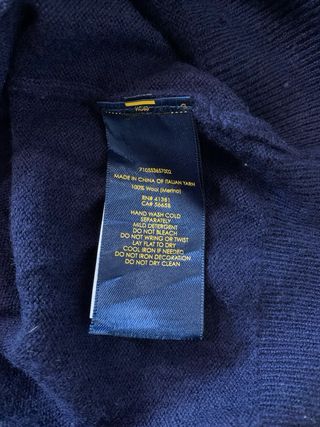 710553657002
MADE IN CHINA OF ITALIAN YARN
100% Wool (Merino)
RN# 41381
CA# 56658
HAND WASH COLD
SEPARATELY
MILD DETERGENT
DO NOT BLEACH
DO NOT WRING OR TWIST
LAY FLAT TO DRY
COOL IRON IF NEEDED
DO NOT IRON DECORATION
DO NOT DRY CLEAN